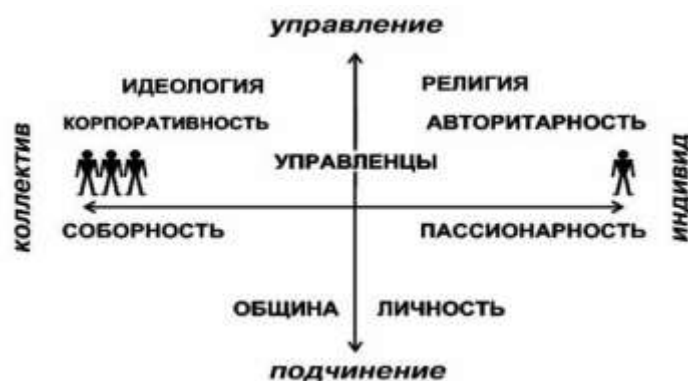 управление
ИДЕОЛОГИЯ РЕЛИГИЯ
КОРПОРАТИВНОСТЬ АВТОРИТАРНОСТЬ
УПРАВЛЕНЦЫ
коллектив
индивид
СОБОРНОСТЬ ПАССИОНАРНОСТЬ
ОБЩИНА ЛИЧНОСТЬ
подчинение